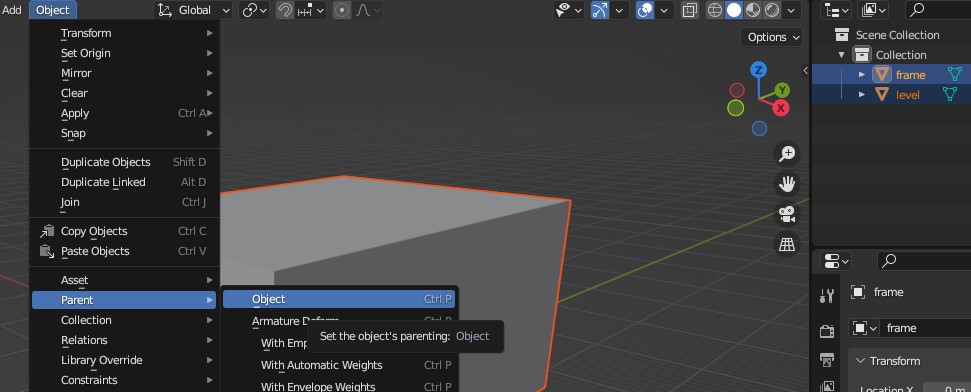 Add Object Global
Options
Transform
Set Origin
Mirror
Clear
Apply Ctrl A
Snap
Duplicate Objects Shift D
Duplicate Linked Alt D
Join Ctrl J
Copy Objects Ctrl C
Paste Objects Ctrl V
Asset
Parent
Collection
Relations
Library Override
Constraints
Object Ctrl P
Armature Deform
With Emp
With Automatic Weights Ctrl P
With Envelope Weights Ctrl P
Set the object's parenting: Object
Z
Y
X
Scene Collection
Collection
frame
level
frame
frame
Transform
Location X 0 m